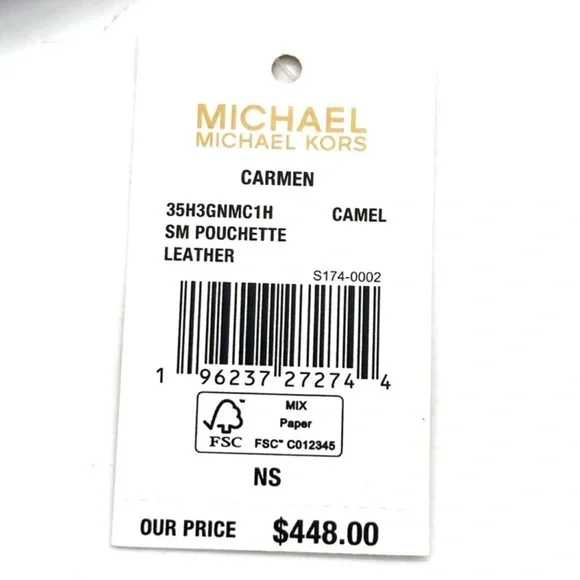 MICHAEL
MICHAEL KORS
CARMEN
35H3GNMC1H CAMEL
SM POUCHETTE
LEATHER
S174-0002
1 96237 27274 4
FSC™
MIX
Paper
FSC™ C012345
NS
OUR PRICE $448.00